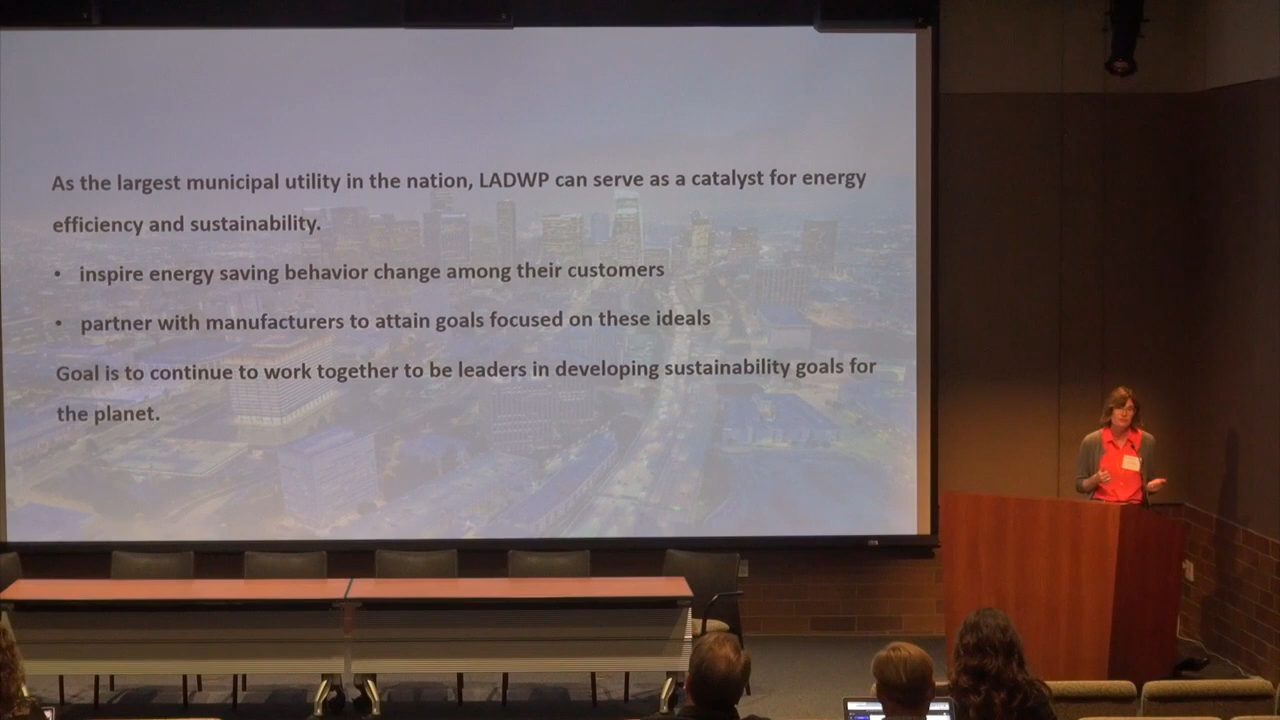 As the largest municipal utility in the nation, LADWP can serve as a catalyst for energy
efficiency and sustainability.
• inspire energy saving behavior change among their customers
• partner with manufacturers to attain goals focused on these ideals
Goal is to continue to work together to be leaders in developing sustainability goals for
the planet.